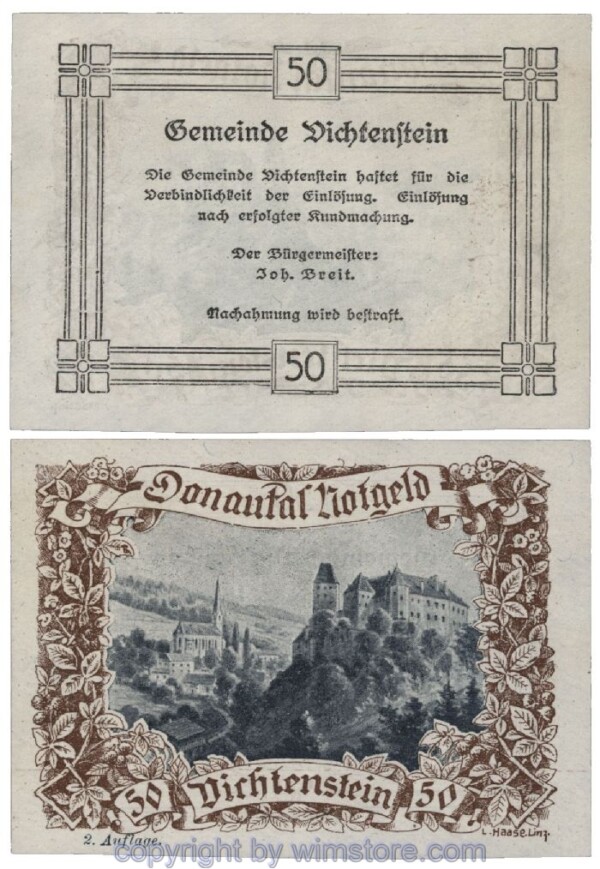 50
Gemeinde Vichtenstein
Die Gemeinde Vichtenstein haftet für die
Verbindlichkeit der Einlösung. Einlösung
nach erfolgter Kundmachung.
Der Bürgermeister:
Joh. Breit.
Nachahmung wird bestraft.
50
Donautal Notgeld
50 Vichtenstein 50
2. Auflage.
L. Haase. Linz.
copyright by wimstore.com